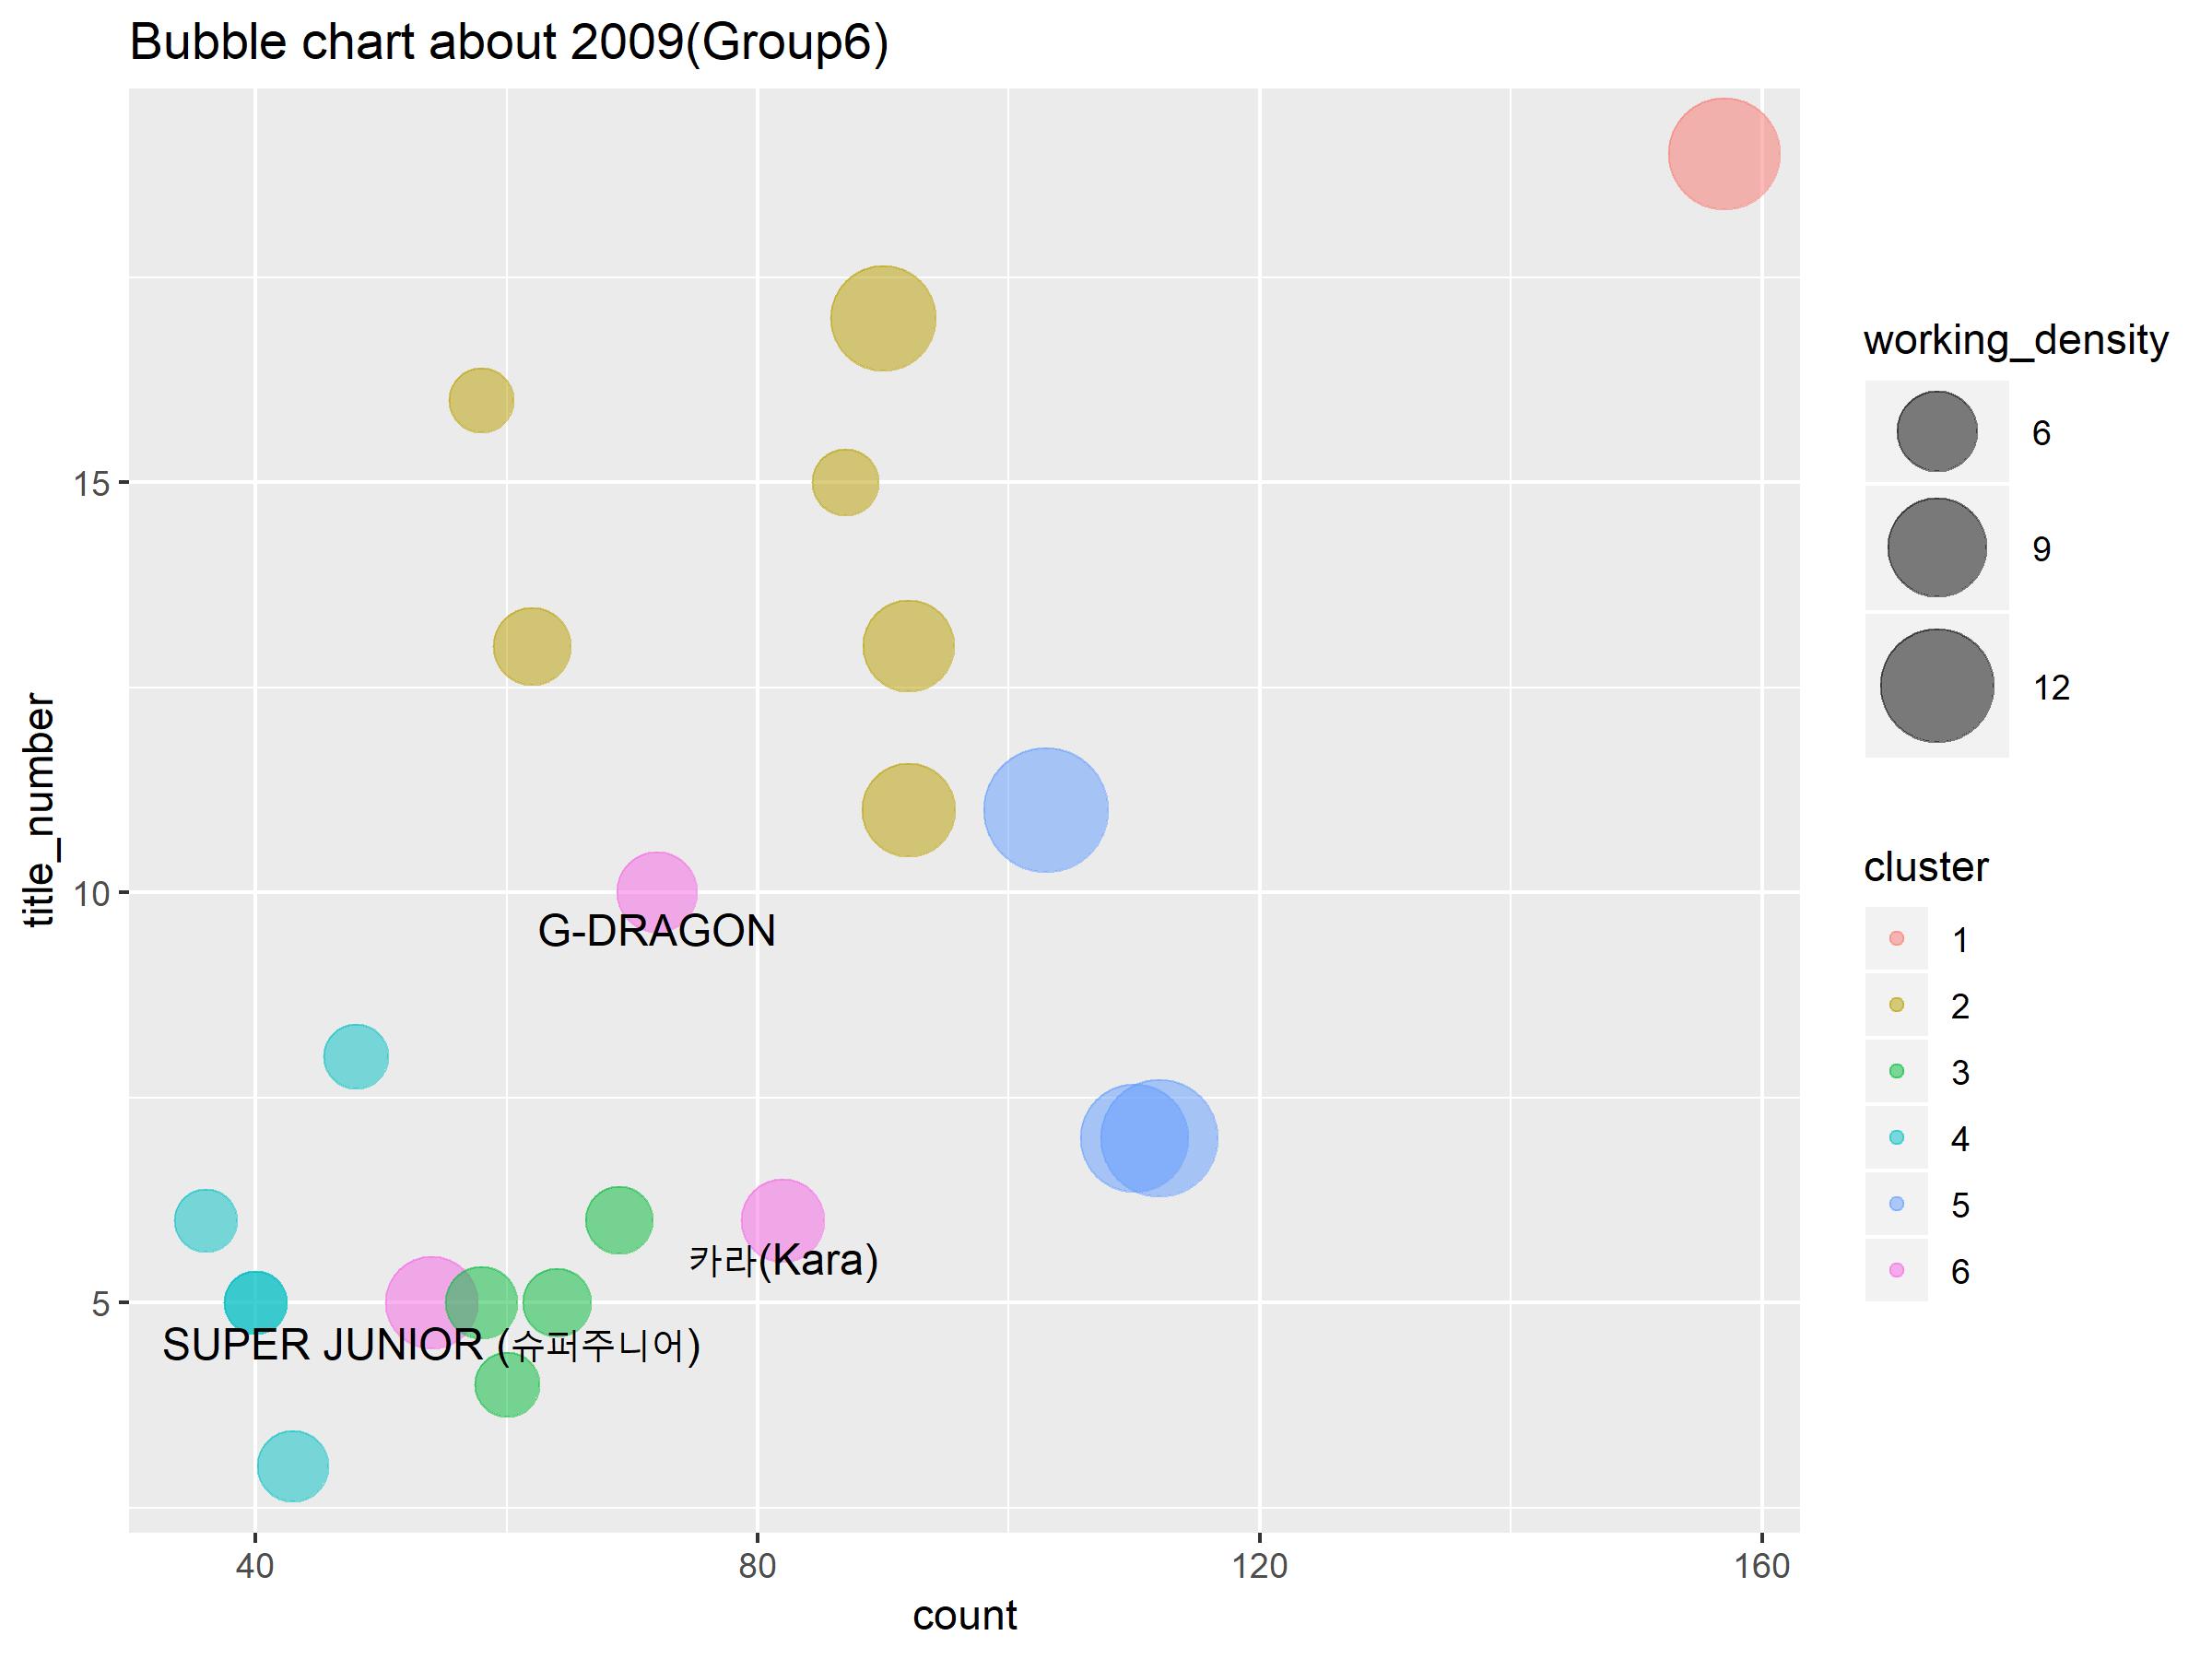 Bubble chart about 2009(Group6)
title_number
15
10
5
G-DRAGON
카라(Kara)
SUPER JUNIOR (슈퍼주니어)
40 80 120 160
count
working_density
6
9
12
cluster
1
2
3
4
5
6